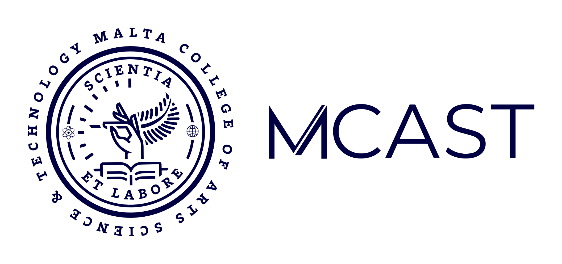 MALTA COLLEGE OF ARTS SCIENCE & TECHNOLOGY
SCIENTIA
ET LABORE
MCAST